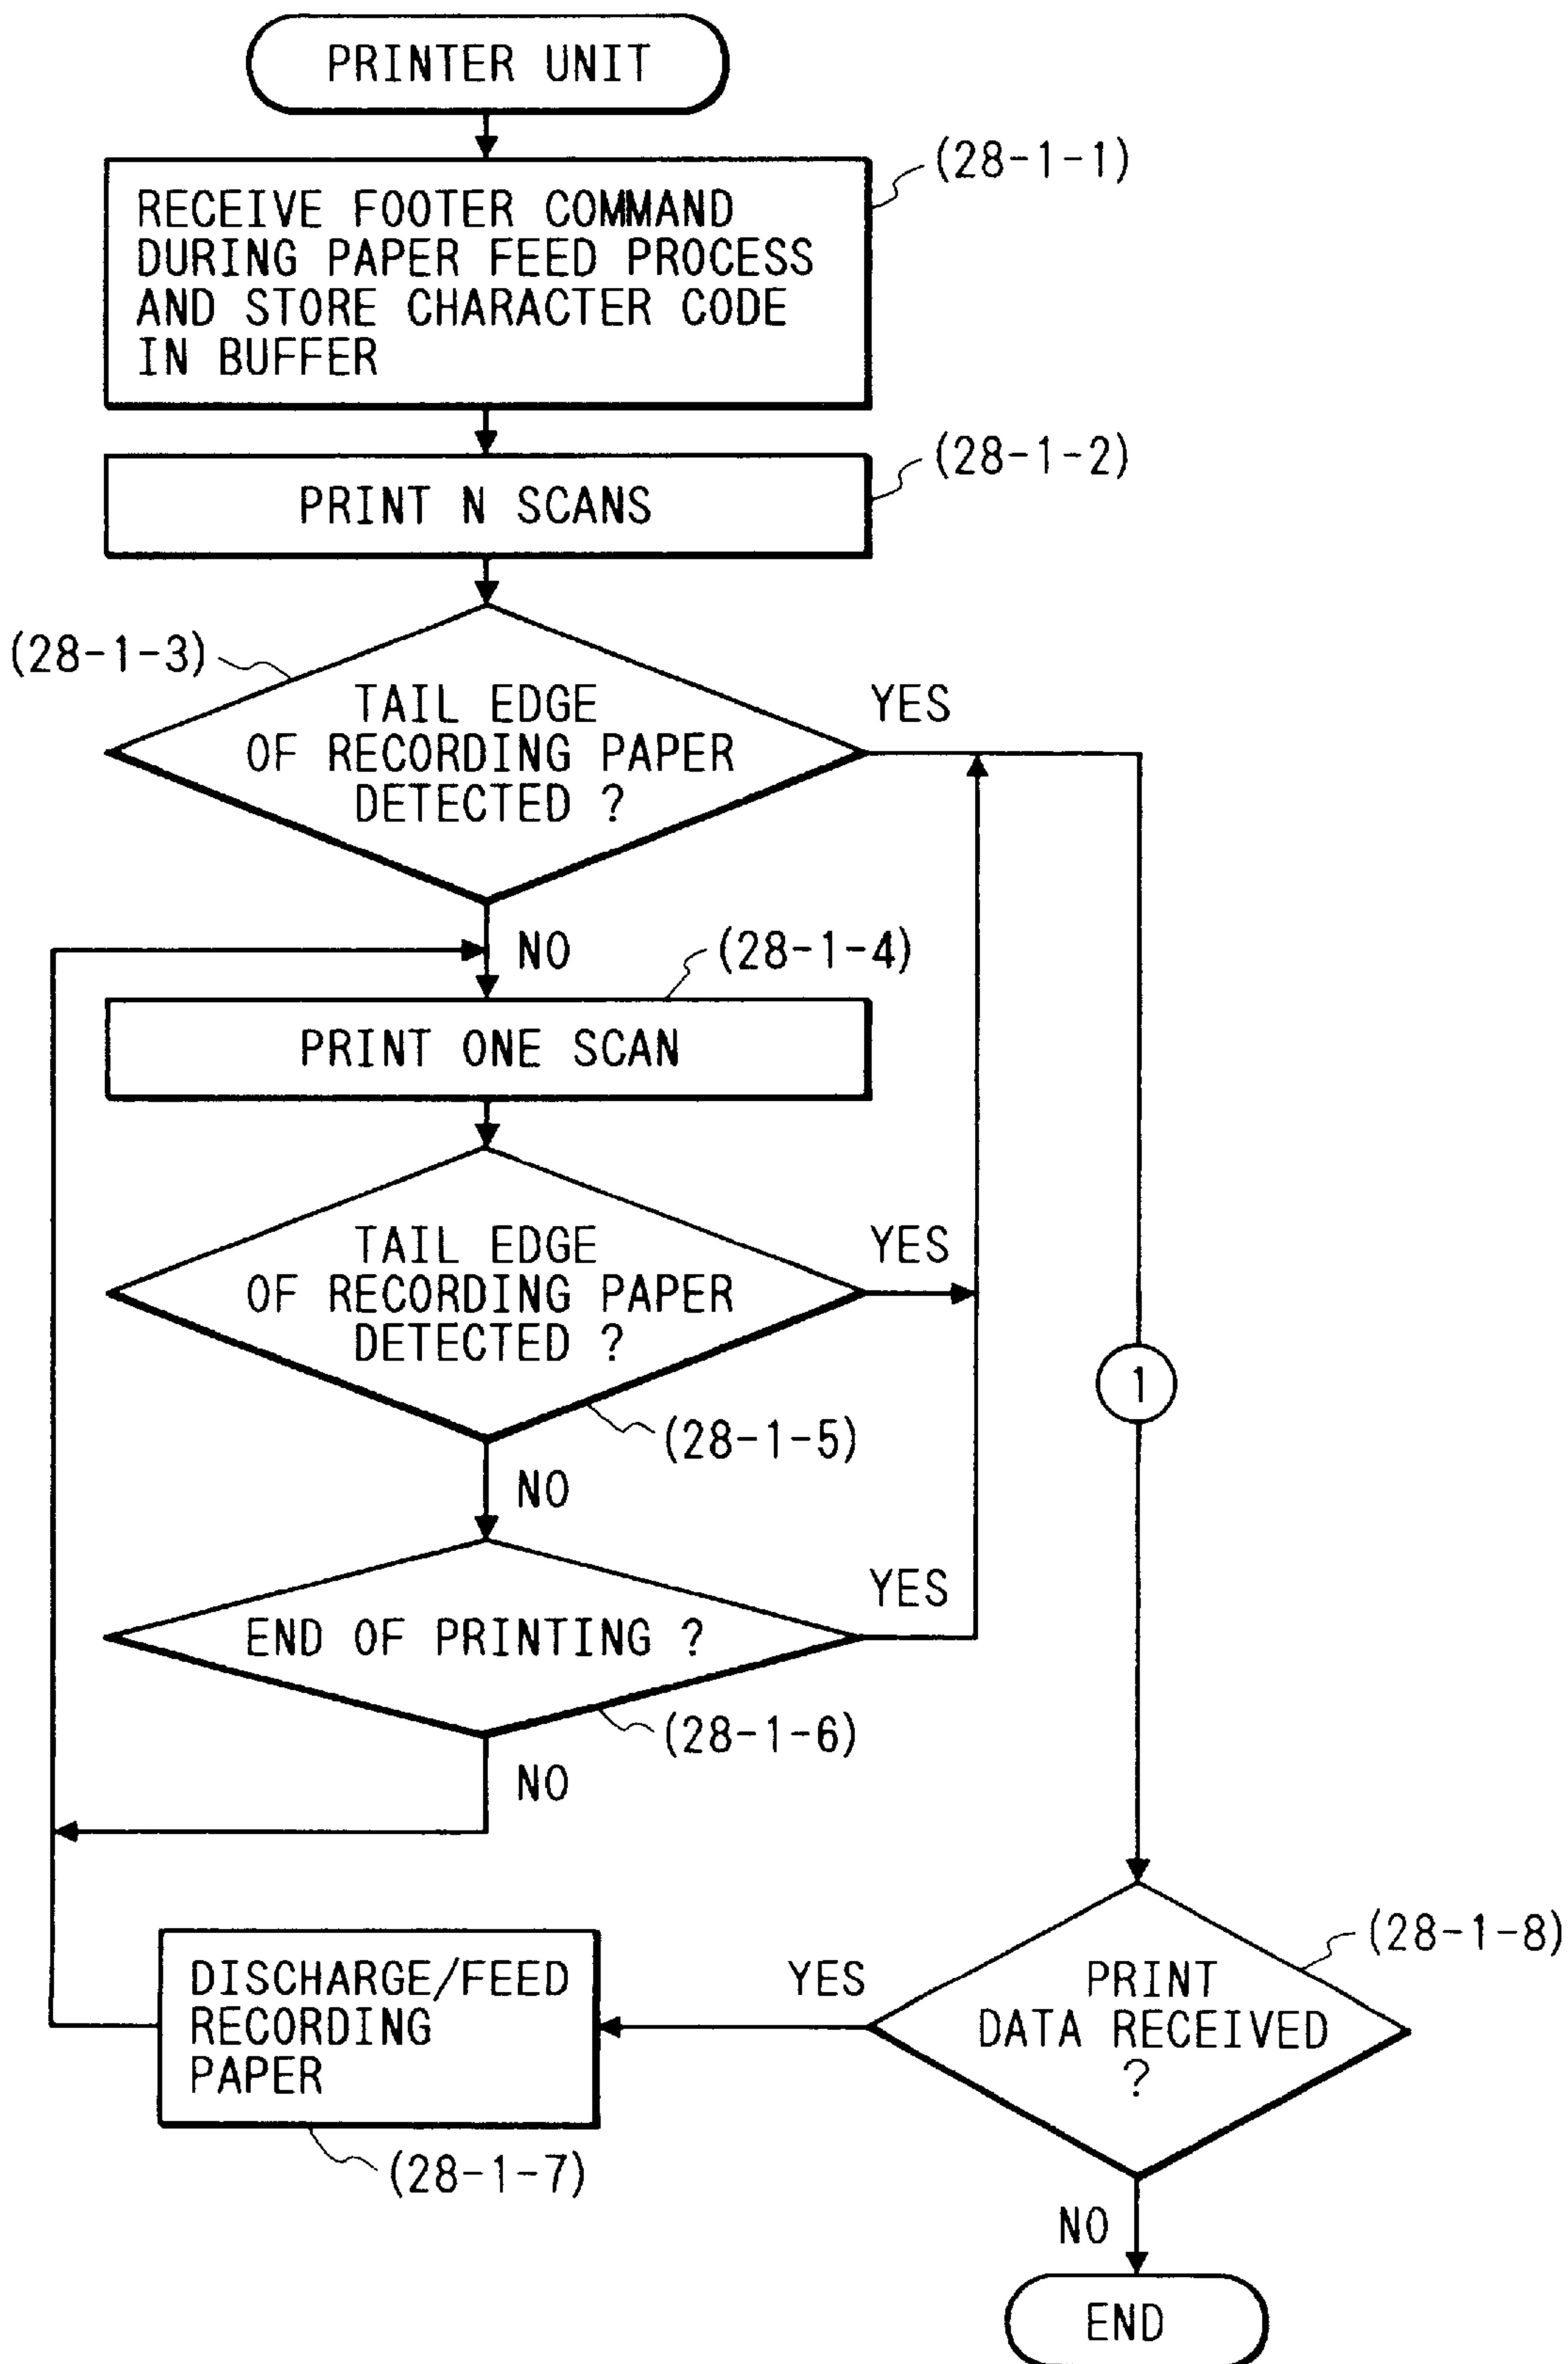 PRINTER UNIT
(28-1-1)
RECEIVE FOOTER COMMAND
DURING PAPER FEED PROCESS
AND STORE CHARACTER CODE
IN BUFFER
(28-1-2)
PRINT N SCANS
(28-1-3)
TAIL EDGE
OF RECORDING PAPER
DETECTED ?
YES
NO
(28-1-4)
PRINT ONE SCAN
TAIL EDGE
OF RECORDING PAPER
DETECTED ?
YES
1
(28-1-5)
NO
END OF PRINTING ?
YES
(28-1-6)
NO
(28-1-8)
PRINT
DATA RECEIVED
?
YES
DISCHARGE/FEED
RECORDING
PAPER
(28-1-7)
NO
END